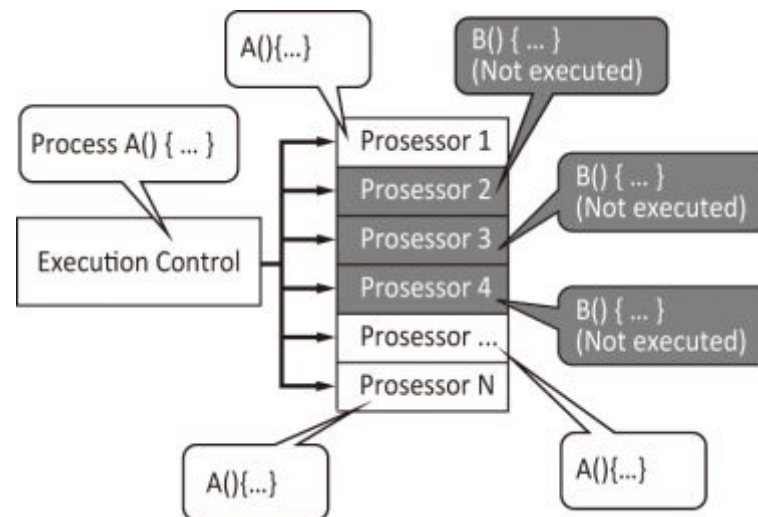 A(){...}
B() { ... }
(Not executed)
Process A() { ... }
Prosessor 1
Prosessor 2
B() { ... }
(Not executed)
Prosessor 3
Execution Control
Prosessor 4
B() { ... }
(Not executed)
Prosessor ...
Prosessor N
A(){...}
A(){...}